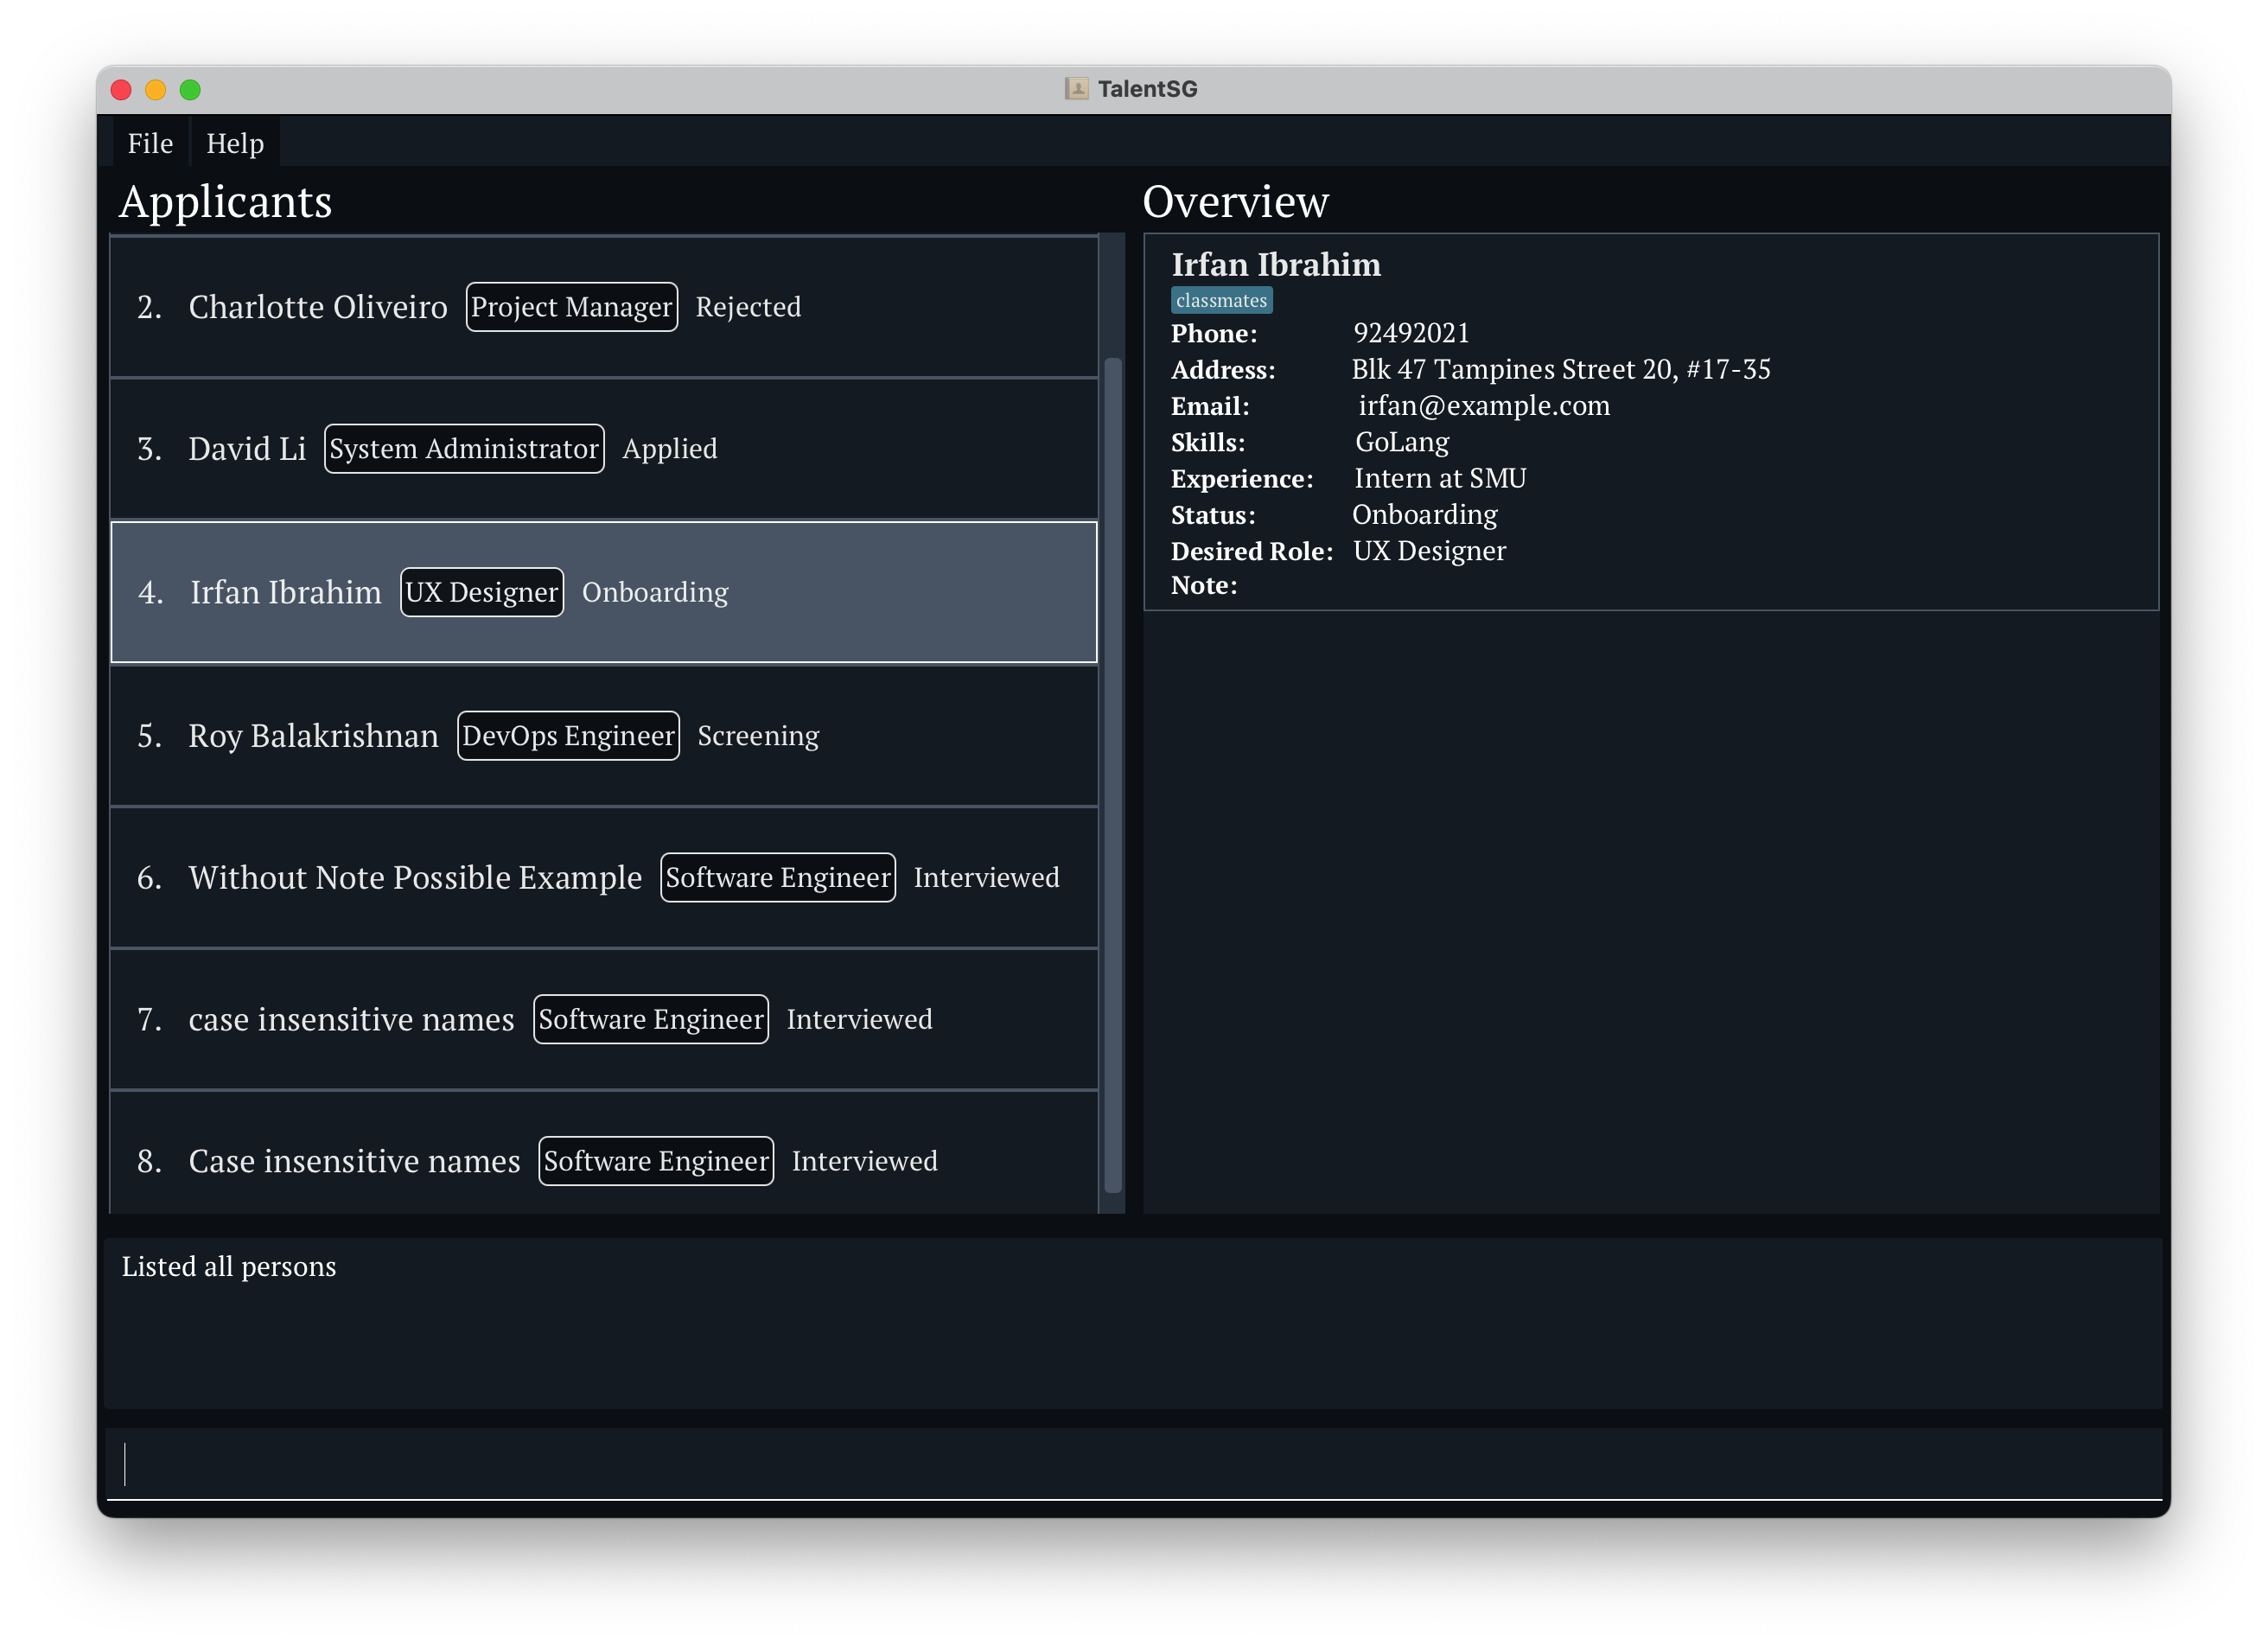 TalentSG
File Help
Applicants
2. Charlotte Oliveiro Project Manager Rejected
3. David Li System Administrator Applied
4. Irfan Ibrahim UX Designer Onboarding
5. Roy Balakrishnan DevOps Engineer Screening
6. Without Note Possible Example Software Engineer Interviewed
7. case insensitive names Software Engineer Interviewed
8. Case insensitive names Software Engineer Interviewed
Overview
Irfan Ibrahim
classmates
Phone: 92492021
Address: Blk 47 Tampines Street 20, #17-35
Email: irfan@example.com
Skills: GoLang
Experience: Intern at SMU
Status: Onboarding
Desired Role: UX Designer
Note:
Listed all persons